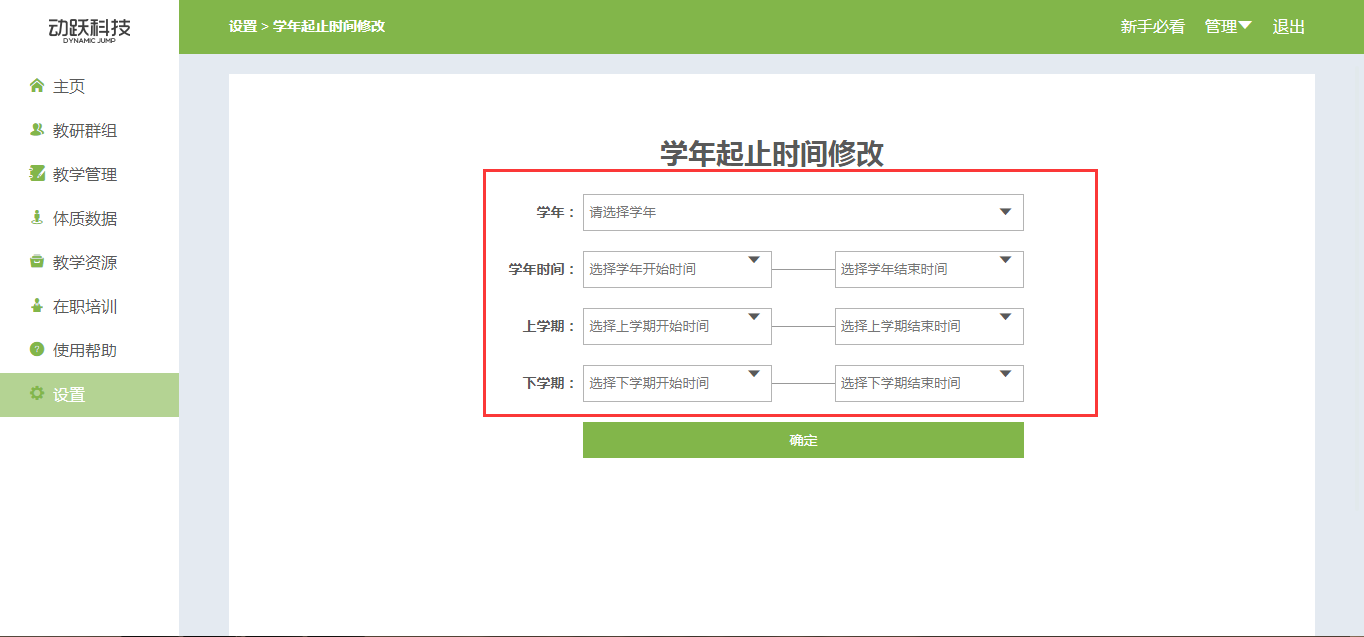 动跃科技
DYNAMIC JUMP
设置 > 学年起止时间修改
新手必看 管理 退出
主页
教研群组
教学管理
体质数据
教学资源
在职培训
使用帮助
设置
学年起止时间修改
学年： 请选择学年
学年时间： 选择学年开始时间 选择学年结束时间
上学期： 选择上学期开始时间 选择上学期结束时间
下学期： 选择下学期开始时间 选择下学期结束时间
确定